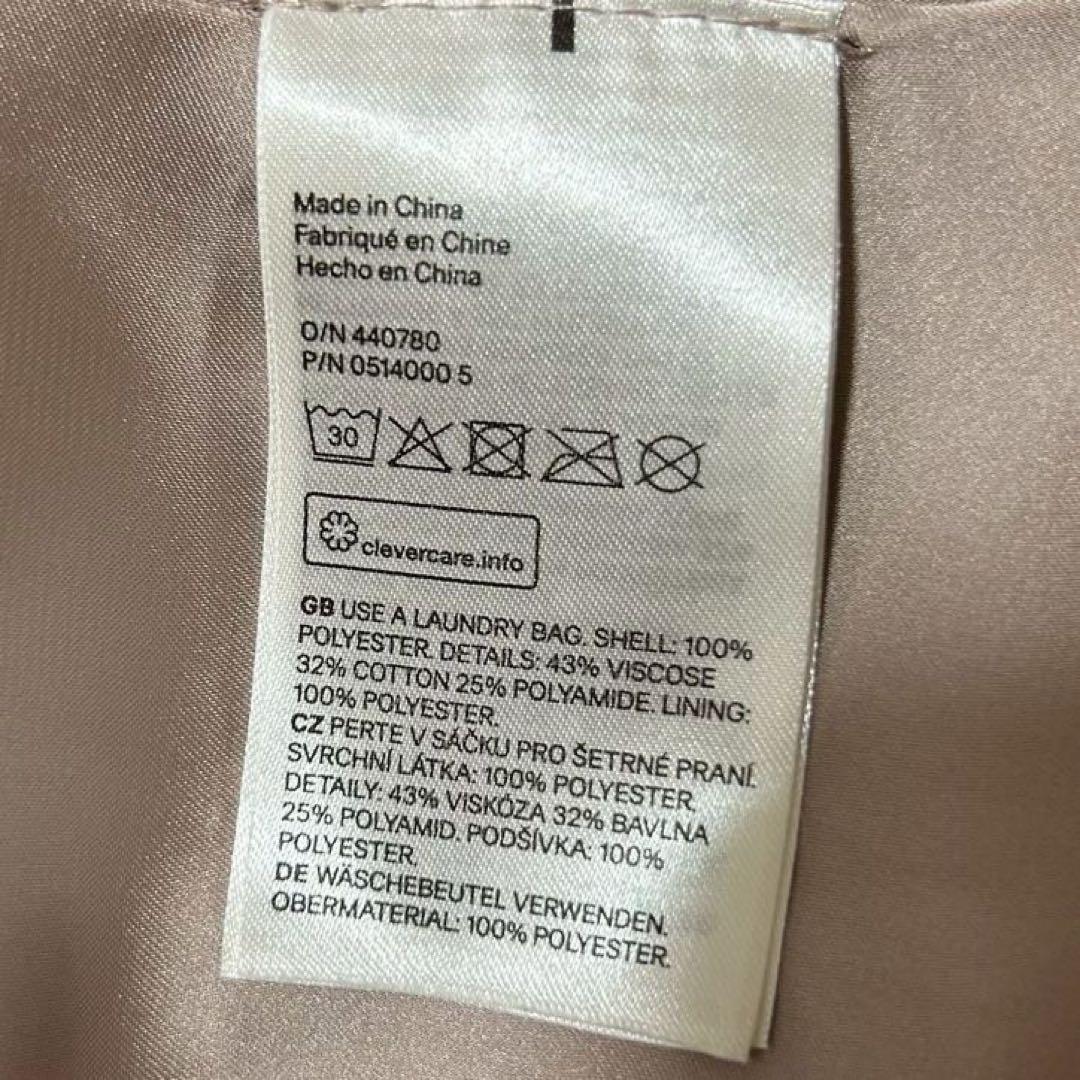 Made in China
Fabriqué en Chine
Hecho en China
O/N 440780
P/N 0514000 5
30
clevercare.info
GB USE A LAUNDRY BAG. SHELL: 100%
POLYESTER. DETAILS: 43% VISCOSE
32% COTTON 25% POLYAMIDE. LINING:
100% POLYESTER.
CZ PERTE V SÁČKU PRO ŠETRNÉ PRANÍ.
SVRCHNÍ LÁTKA: 100% POLYESTER.
DETAILY: 43% VISKÓZA 32% BAVLNA
25% POLYAMID. PODŠÍVKA: 100%
POLYESTER.
DE WÄSCHEBEUTEL VERWENDEN.
OBERMATERIAL: 100% POLYESTER.